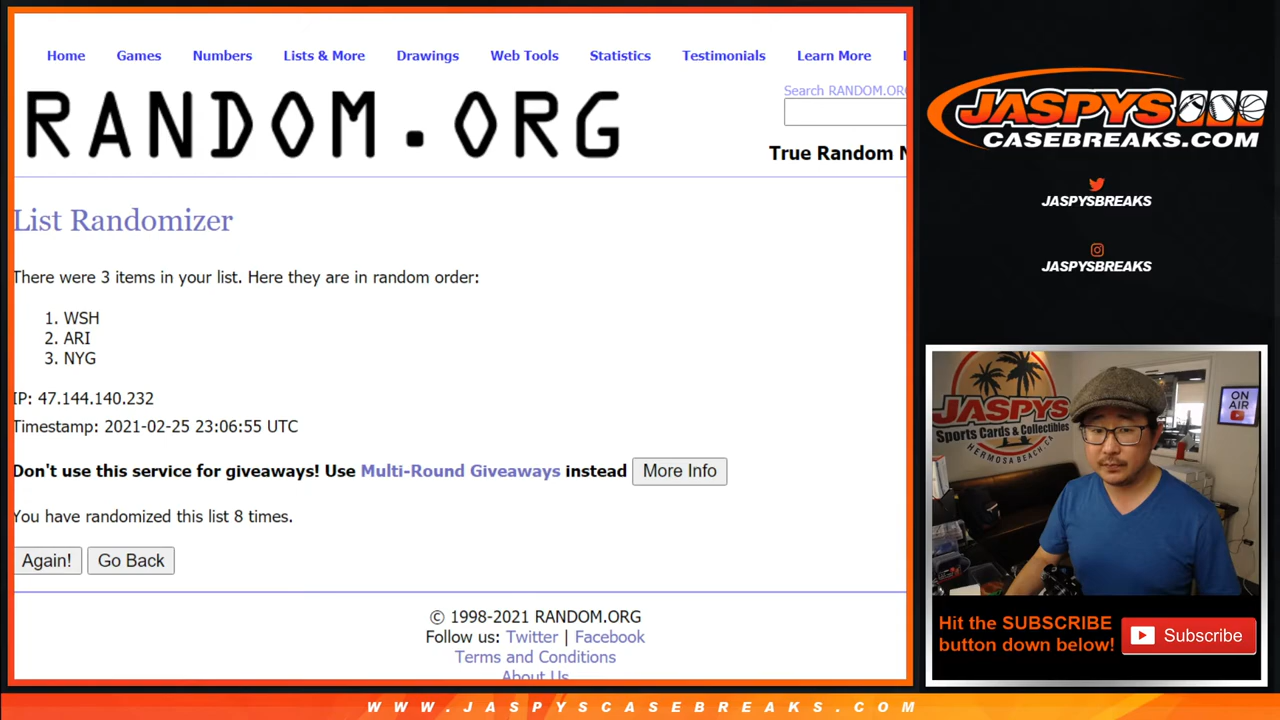 Home Games Numbers Lists & More Drawings Web Tools Statistics Testimonials Learn More
RANDOM.ORG
Search RANDOM.ORG
True Random N
List Randomizer
There were 3 items in your list. Here they are in random order:
1. WSH
2. ARI
3. NYG
IP: 47.144.140.232
Timestamp: 2021-02-25 23:06:55 UTC
Don't use this service for giveaways! Use Multi-Round Giveaways instead More Info
You have randomized this list 8 times.
Again! Go Back
© 1998-2021 RANDOM.ORG
Follow us: Twitter | Facebook
Terms and Conditions
About Us
JASPYS
CASEBREAKS.COM
JASPYSBREAKS
JASPYSBREAKS
JASPYS
Sports Cards & Collectibles
HERMOSA BEACH, CA
ON
AIR
Hit the SUBSCRIBE
button down below!
Subscribe
WWW.JASPYSCASEBREAKS.COM